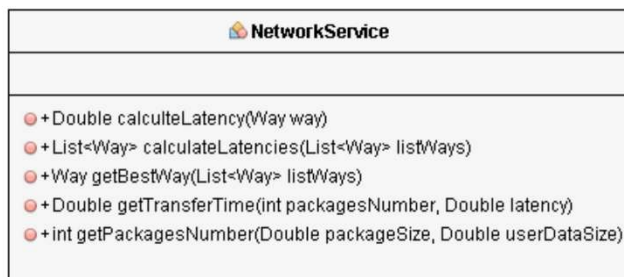 NetworkService
+Double calculteLatency(Way way)
+List<Way> calculateLatencies(List<Way> listWays)
+Way getBestWay(List<Way> listWays)
+Double getTransferTime(int packagesNumber, Double latency)
+int getPackagesNumber(Double packageSize, Double userDataSize)